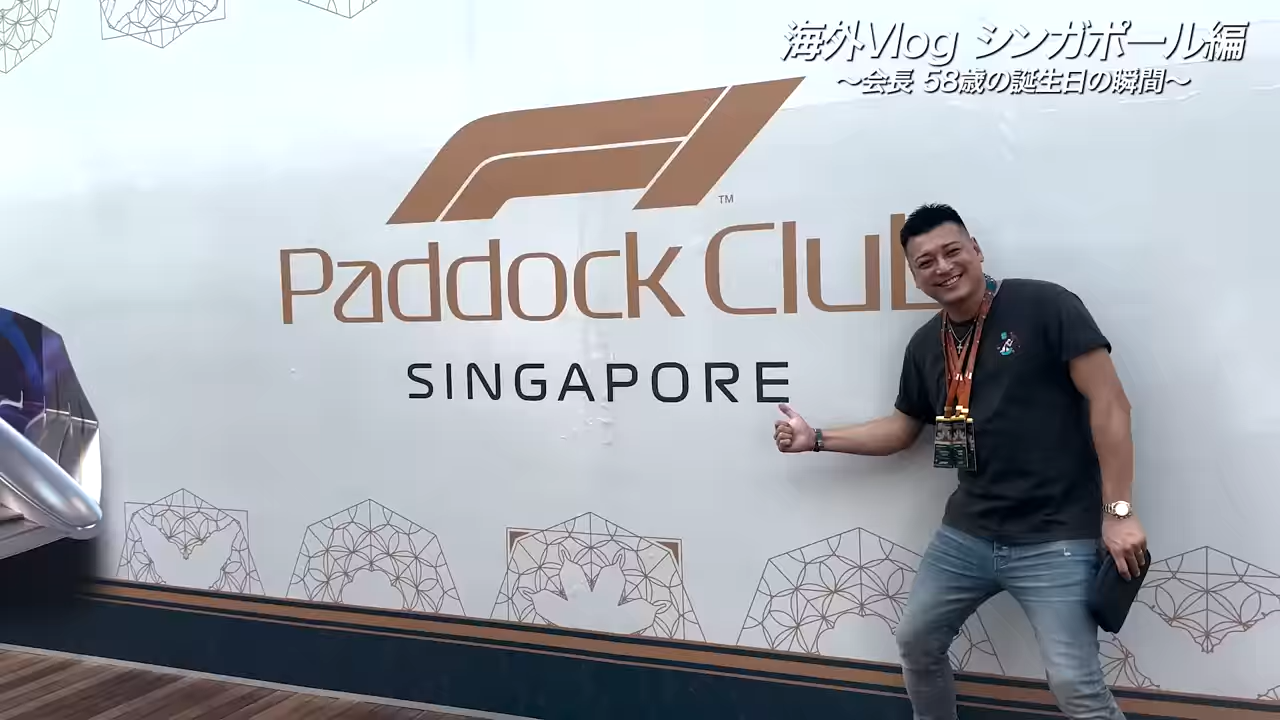 海外Vlog シンガポール編
～会長 58歳の誕生日の瞬間～
F1
TM
Paddock Club
SINGAPORE